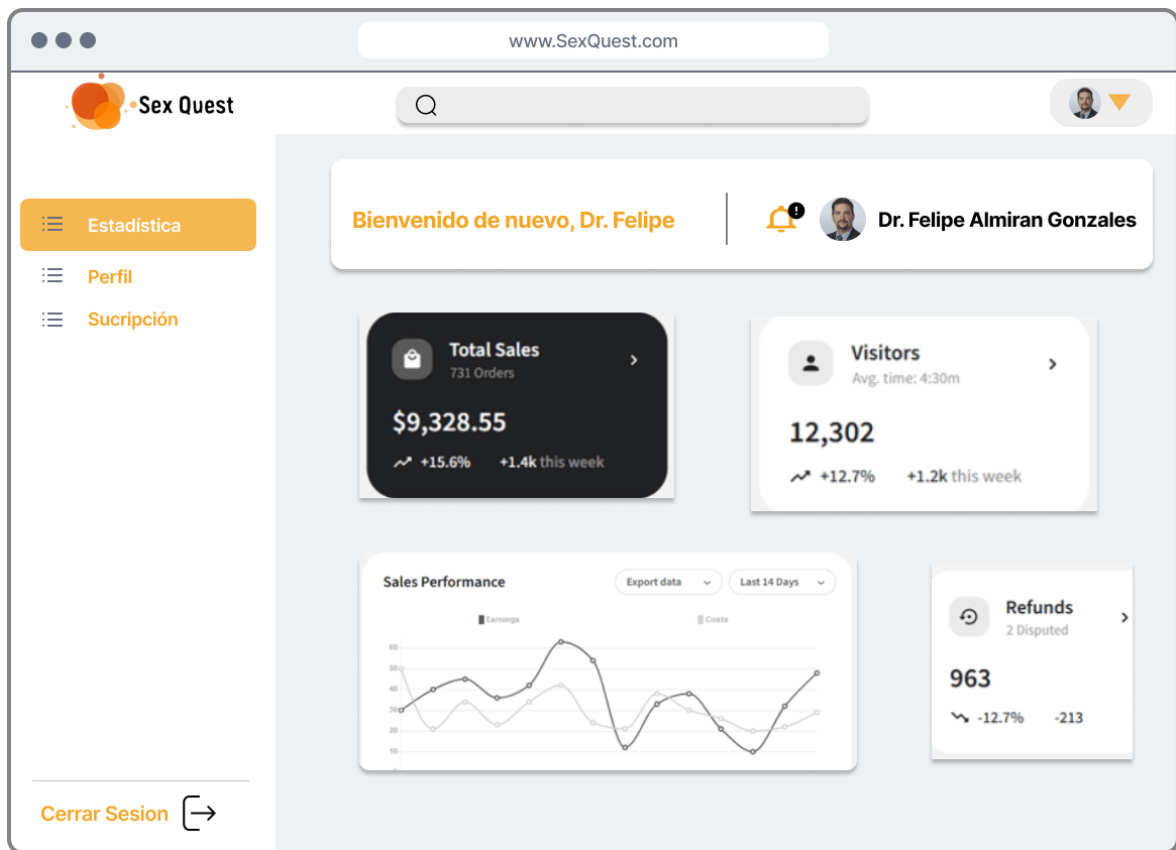 www.SexQuest.com
Sex Quest
Estadística
Perfil
Sucripción
Cerrar Sesion
Bienvenido de nuevo, Dr. Felipe
!
Dr. Felipe Almiran Gonzales
Total Sales
731 Orders
$9,328.55
+15.6% +1.4k this week
Visitors
Avg. time: 4:30m
12,302
+12.7% +1.2k this week
Sales Performance
Export data
Last 14 Days
Earnings
Costs
60
50
40
30
20
10
Refunds
2 Disputed
963
-12.7% -213